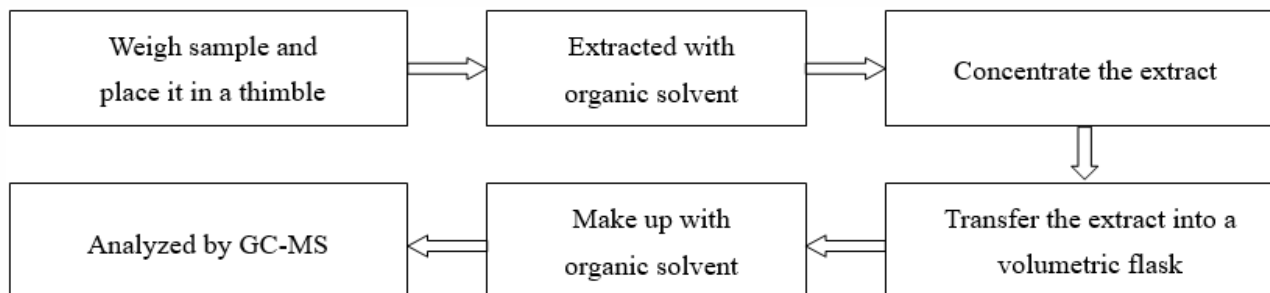 Weigh sample and
place it in a thimble
Extracted with
organic solvent
Concentrate the extract
Transfer the extract into a
volumetric flask
Make up with
organic solvent
Analyzed by GC-MS